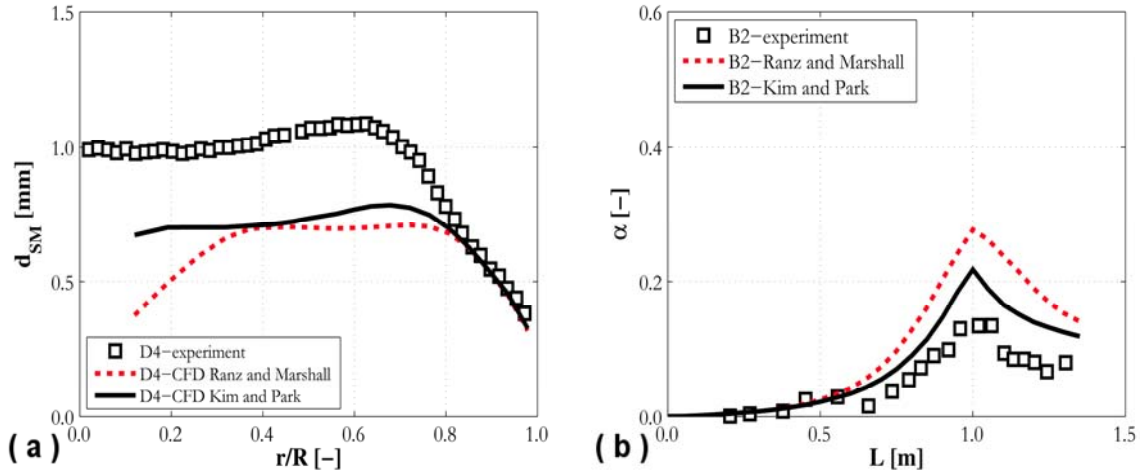 1.5
1.0
0.5
0.0
d_SM [mm]
D4-experiment
D4-CFD Ranz and Marshall
D4-CFD Kim and Park
0.0 0.2 0.4 0.6 0.8 1.0
r/R [-]
( a )
0.6
0.4
0.2
0.0
α [-]
B2-experiment
B2-Ranz and Marshall
B2-Kim and Park
0.0 0.5 1.0 1.5
L [m]
( b )